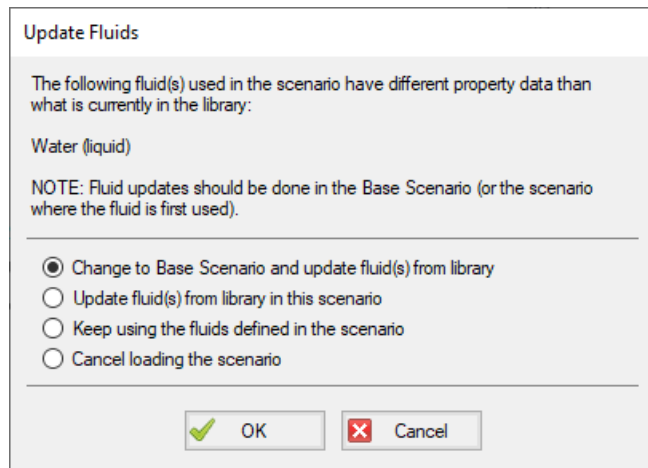 Update Fluids
The following fluid(s) used in the scenario have different property data than
what is currently in the library:
Water (liquid)
NOTE: Fluid updates should be done in the Base Scenario (or the scenario
where the fluid is first used).
Change to Base Scenario and update fluid(s) from library
Update fluid(s) from library in this scenario
Keep using the fluids defined in the scenario
Cancel loading the scenario
OK
Cancel